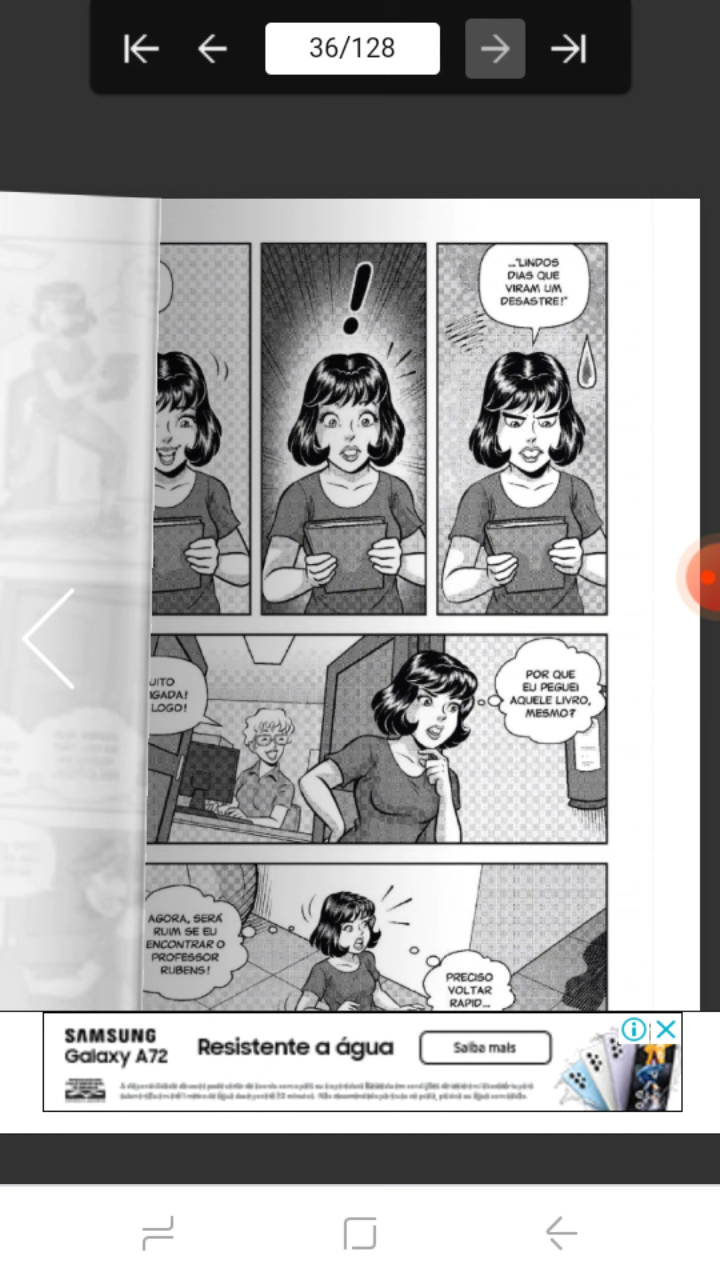 36/128
!
..."LINDOS
DIAS QUE
VIRAM UM
DESASTRE!"
UITO
IGADA!
LOGO!
POR QUE
EU PEGUEI
AQUELE LIVRO,
MESMO?
AGORA, SERÁ
RUIM SE EU
ENCONTRAR O
PROFESSOR
RUBENS!
PRECISO
VOLTAR
RAPID...
SAMSUNG
Galaxy A72
Resistente a água
Saiba mais